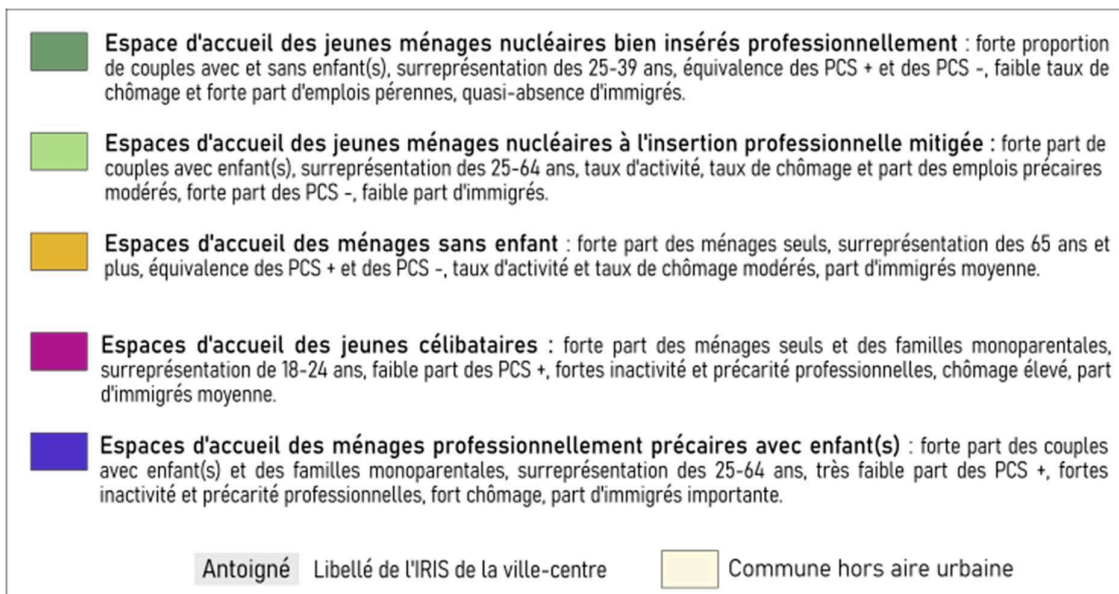 Espace d'accueil des jeunes ménages nucléaires bien insérés professionnellement : forte proportion
de couples avec et sans enfant(s), surreprésentation des 25-39 ans, équivalence des PCS + et des PCS -, faible taux de
chômage et forte part d'emplois pérennes, quasi-absence d'immigrés.
Espaces d'accueil des jeunes ménages nucléaires à l'insertion professionnelle mitigée : forte part de
couples avec enfant(s), surreprésentation des 25-64 ans, taux d'activité, taux de chômage et part des emplois précaires
modérés, forte part des PCS -, faible part d'immigrés.
Espaces d'accueil des ménages sans enfant : forte part des ménages seuls, surreprésentation des 65 ans et
plus, équivalence des PCS + et des PCS -, taux d'activité et taux de chômage modérés, part d'immigrés moyenne.
Espaces d'accueil des jeunes célibataires : forte part des ménages seuls et des familles monoparentales,
surreprésentation de 18-24 ans, faible part des PCS +, fortes inactivité et précarité professionnelles, chômage élevé, part
d'immigrés moyenne.
Espaces d'accueil des ménages professionnellement précaires avec enfant(s) : forte part des couples
avec enfant(s) et des familles monoparentales, surreprésentation des 25-64 ans, très faible part des PCS +, fortes
inactivité et précarité professionnelles, fort chômage, part d'immigrés importante.
Antoigné Libellé de l'IRIS de la ville-centre Commune hors aire urbaine